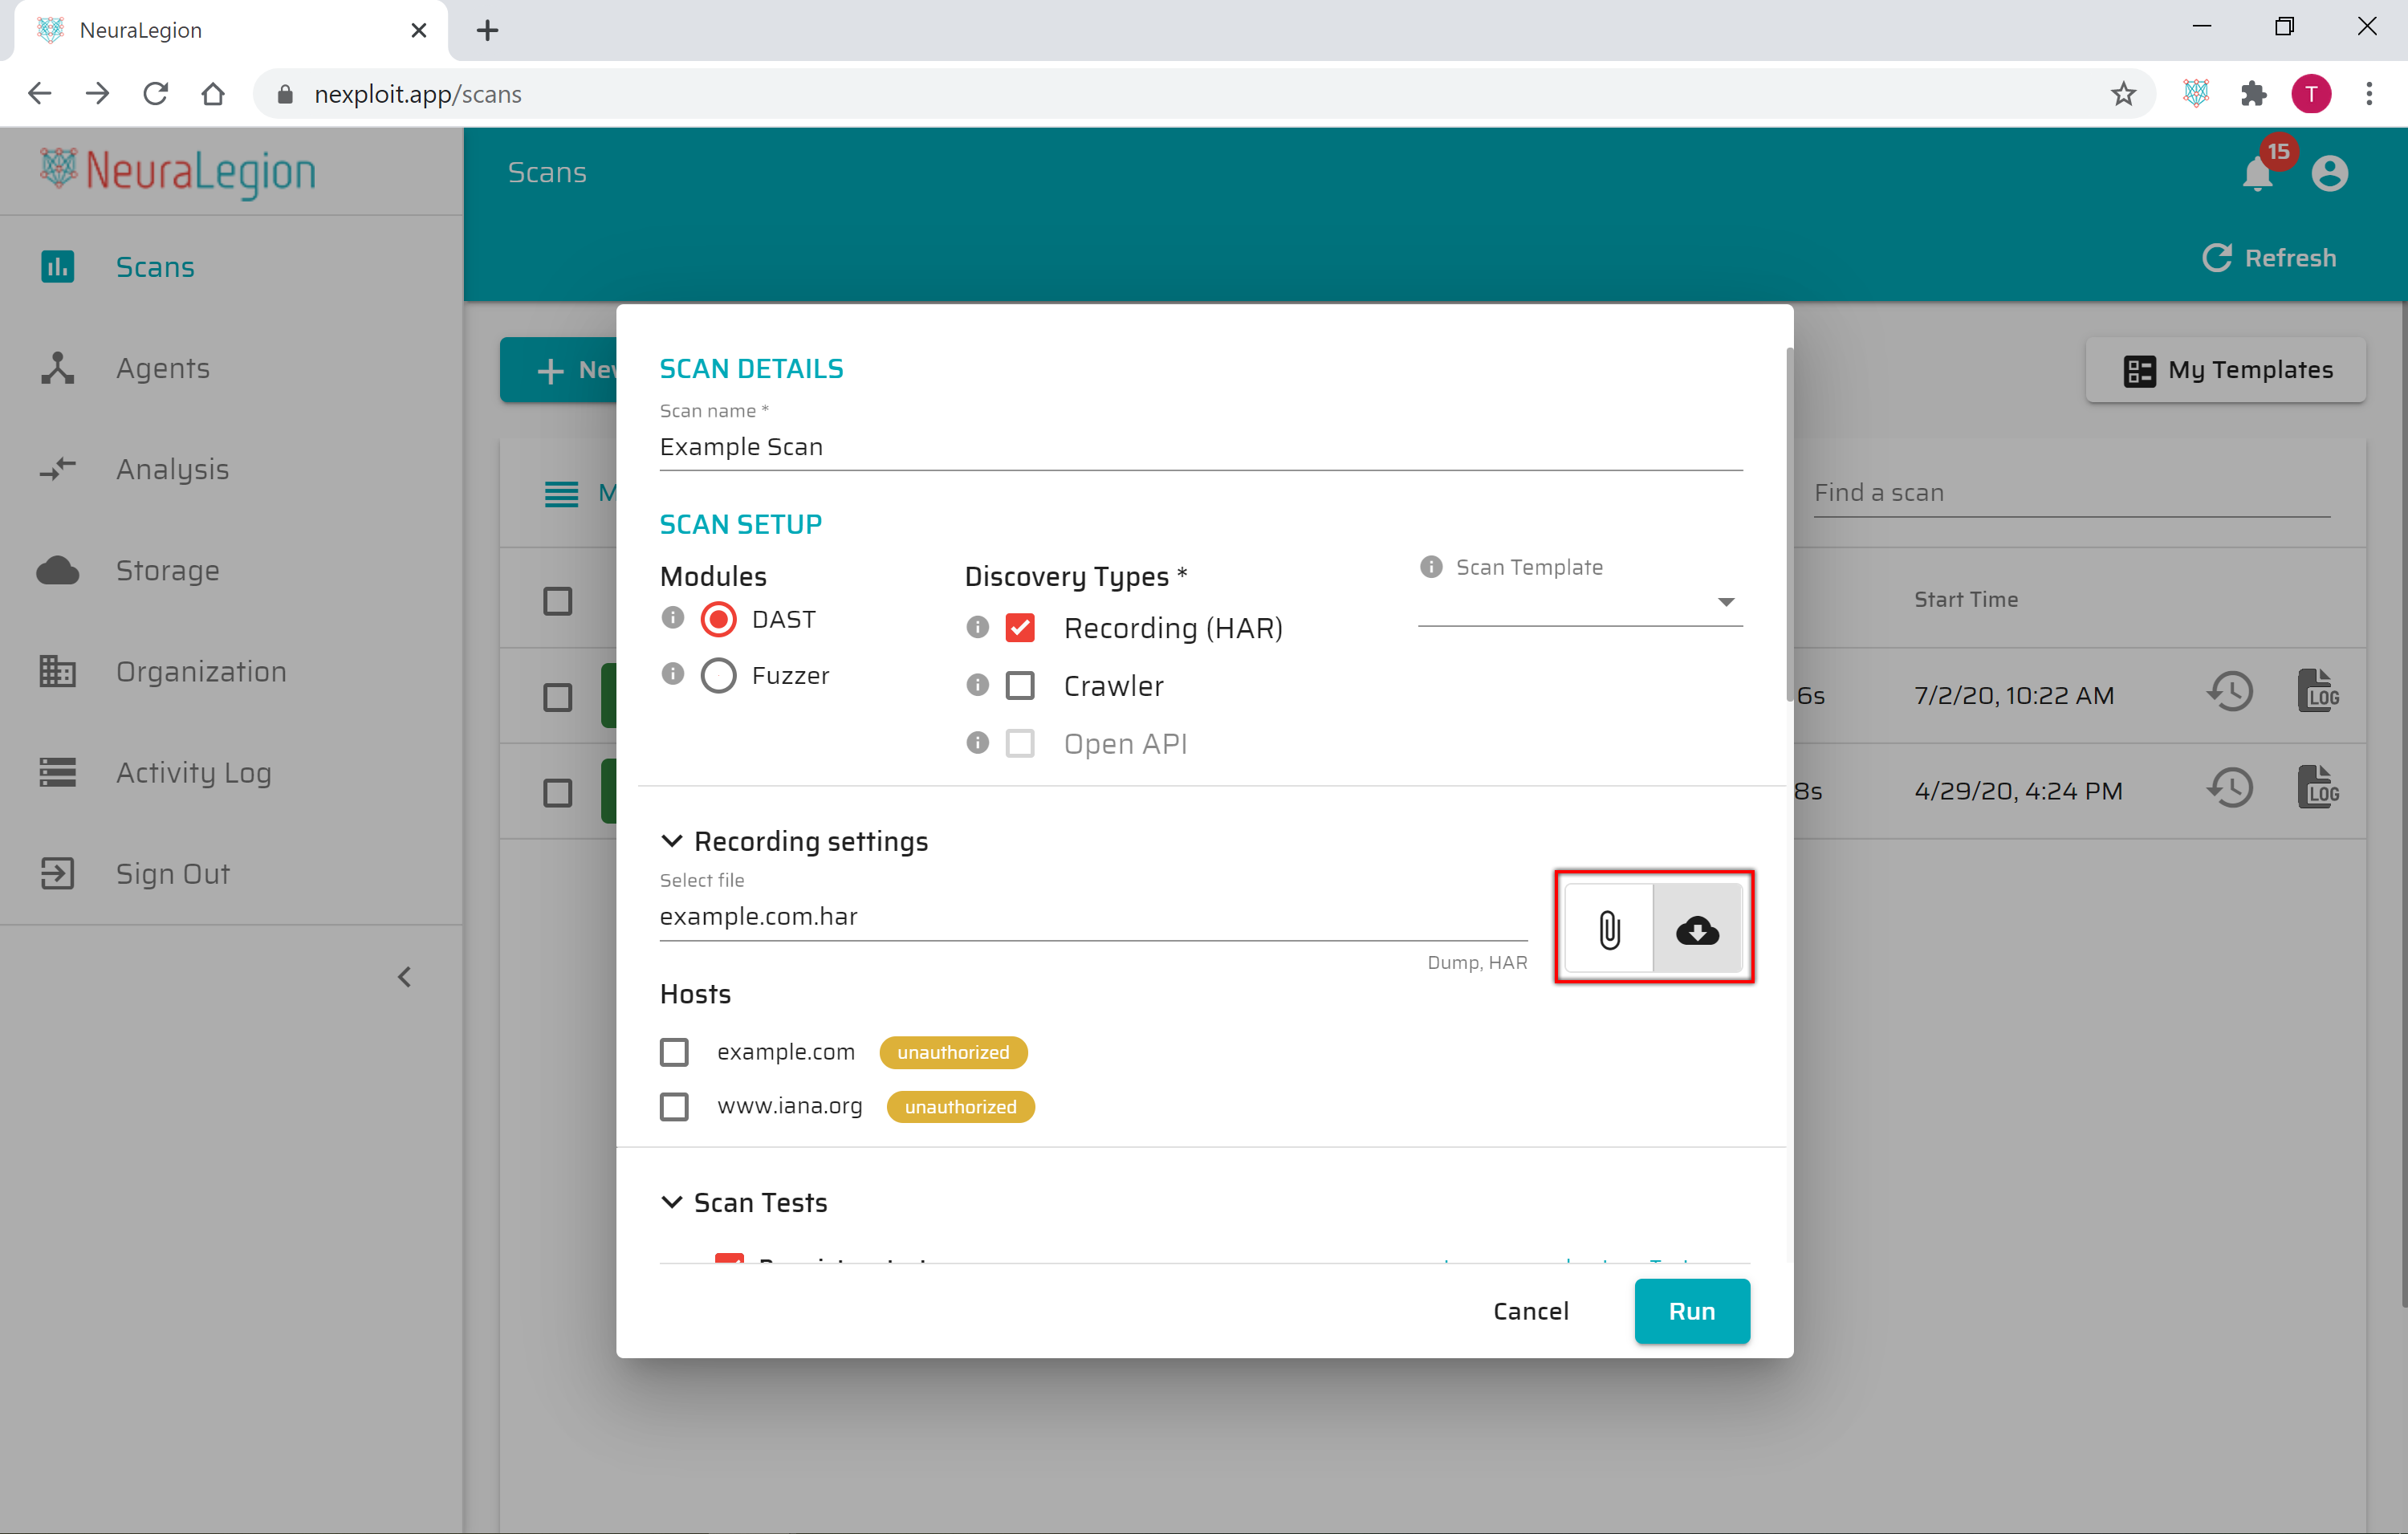 NeuraLegion
nexploit.app/scans
T
NeuraLegion
Scans
15
Refresh
Scans
Agents
Analysis
Storage
Organization
Activity Log
Sign Out
My Templates
Find a scan
Start Time
6s 7/2/20, 10:22 AM LOG
8s 4/29/20, 4:24 PM LOG
SCAN DETAILS
Scan name *
Example Scan
SCAN SETUP
Modules
DAST
Fuzzer
Discovery Types *
Recording (HAR)
Crawler
Open API
Scan Template
Recording settings
Select file
example.com.har
Dump, HAR
Hosts
example.com unauthorized
www.iana.org unauthorized
Scan Tests
Cancel Run